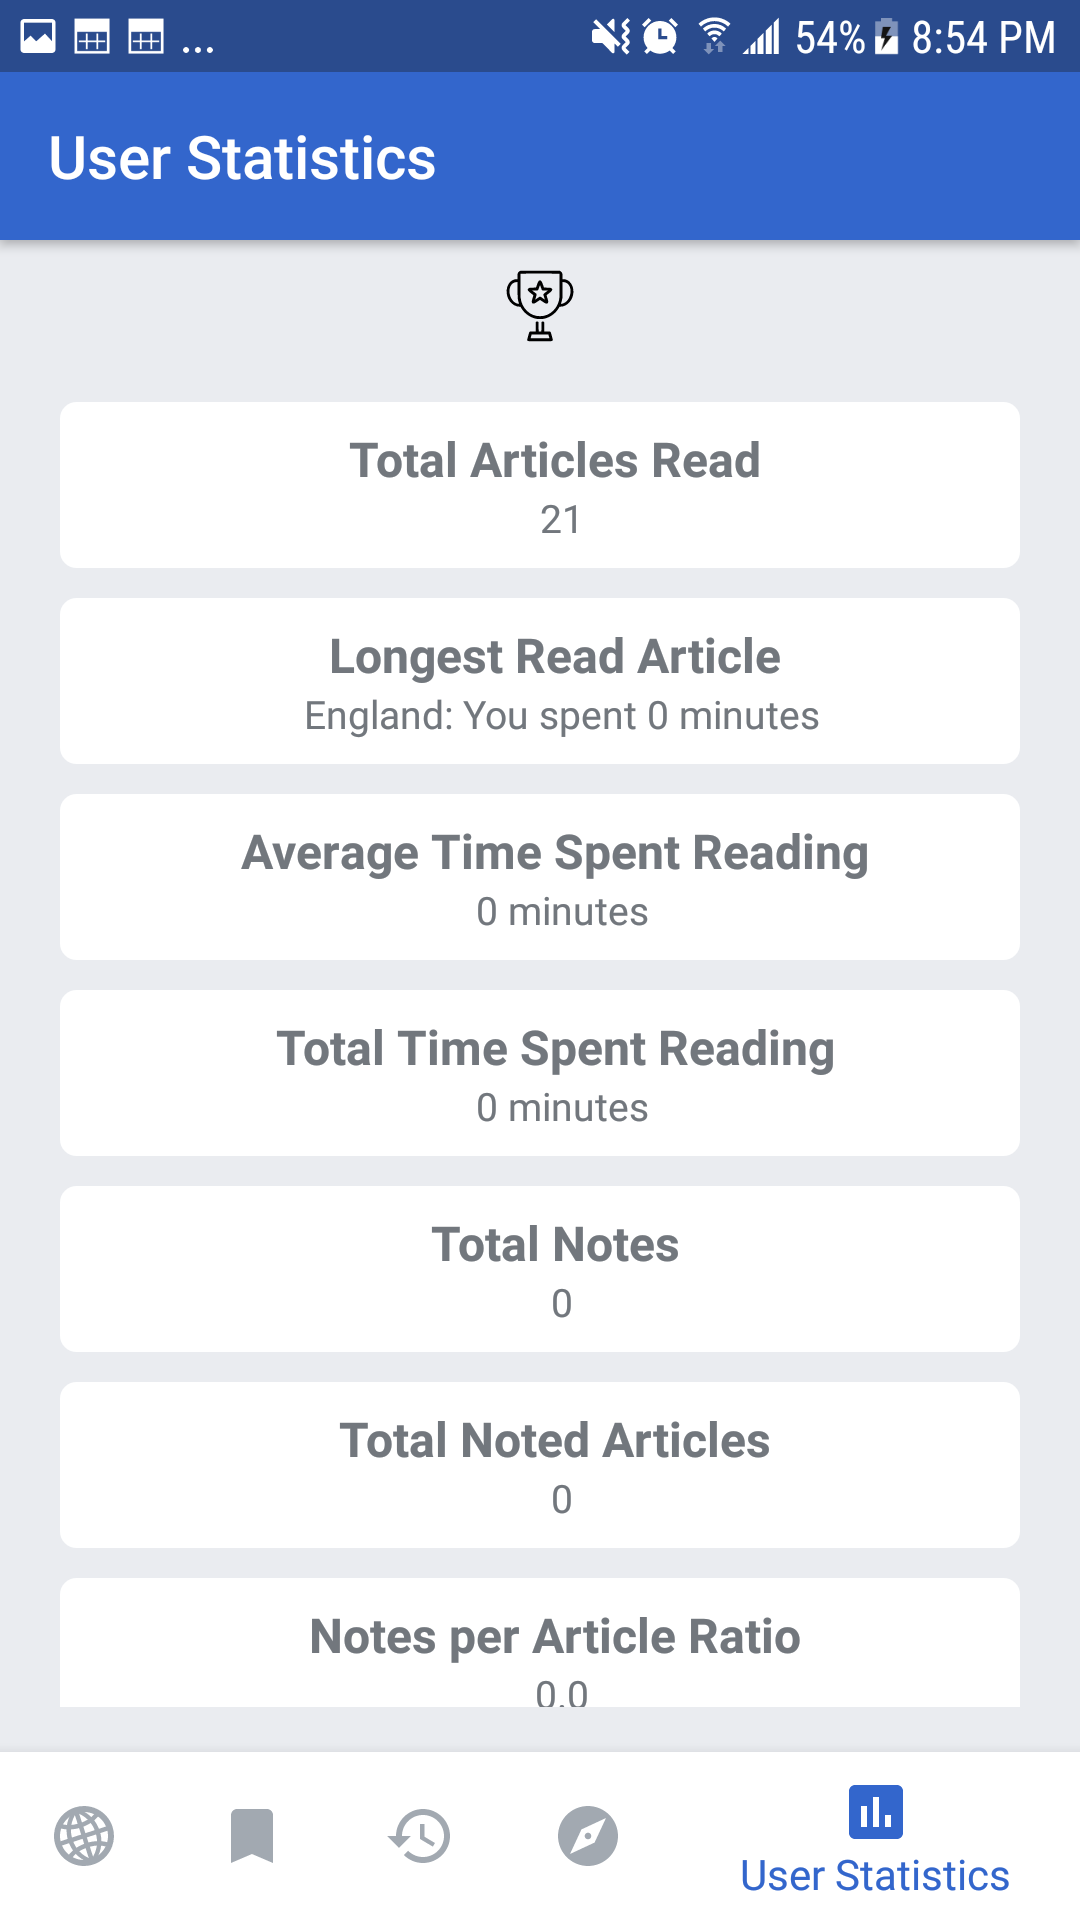 ... 54% 8:54 PM
User Statistics
Total Articles Read
21
Longest Read Article
England: You spent 0 minutes
Average Time Spent Reading
0 minutes
Total Time Spent Reading
0 minutes
Total Notes
0
Total Noted Articles
0
Notes per Article Ratio
0.0
User Statistics